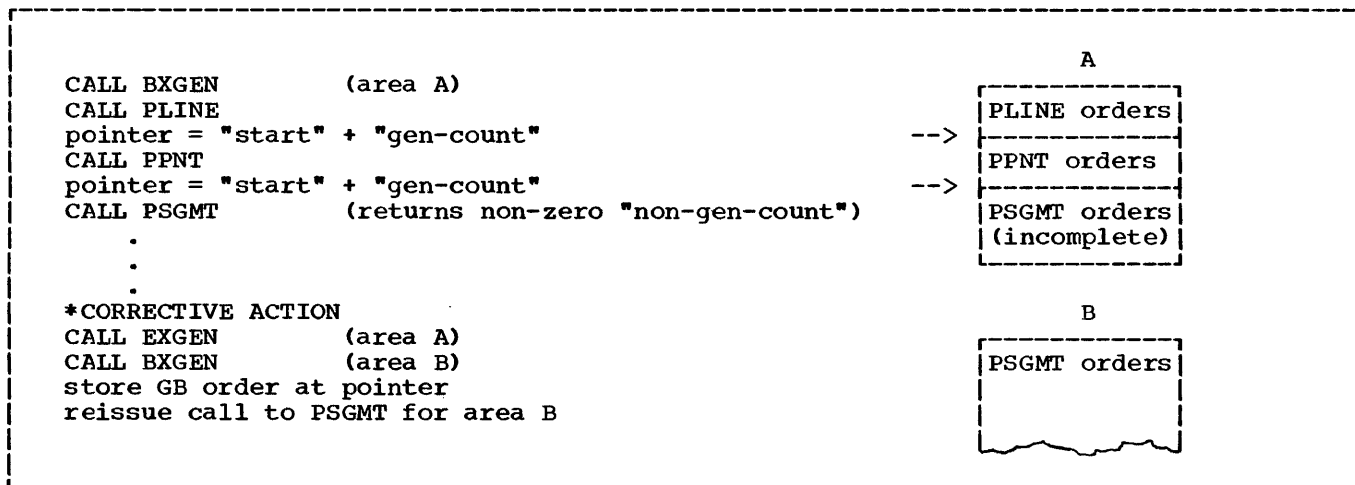 A
CALL BXGEN (area A)
CALL PLINE
PLINE orders
pointer = "start" + "gen-count" -->
CALL PPNT
PPNT orders
pointer = "start" + "gen-count" -->
CALL PSGMT (returns non-zero "non-gen-count")
PSGMT orders
(incomplete)
.
.
.
*CORRECTIVE ACTION
B
CALL EXGEN (area A)
CALL BXGEN (area B)
PSGMT orders
store GB order at pointer
reissue call to PSGMT for area B